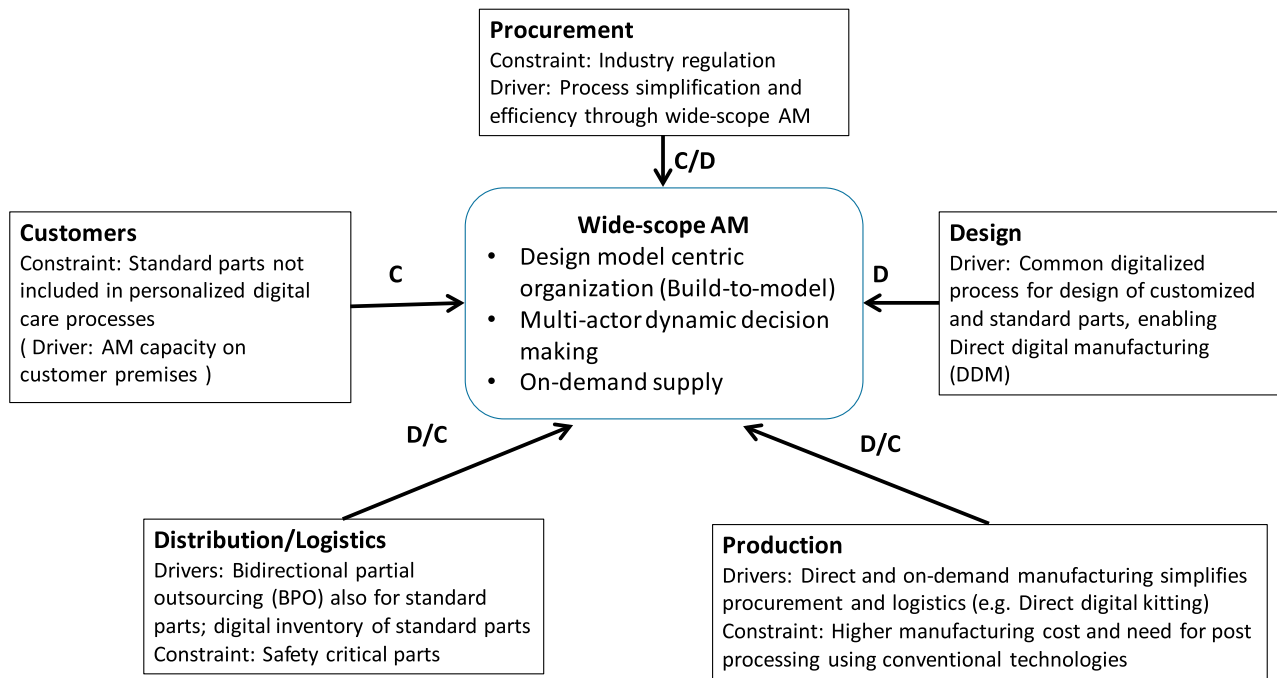 Procurement
Constraint: Industry regulation
Driver: Process simplification and
efficiency through wide-scope AM
C/D
Customers
Constraint: Standard parts not
included in personalized digital
care processes
( Driver: AM capacity on
customer premises )
C
Wide-scope AM
• Design model centric
organization (Build-to-model)
• Multi-actor dynamic decision
making
• On-demand supply
D
Design
Driver: Common digitalized
process for design of customized
and standard parts, enabling
Direct digital manufacturing
(DDM)
D/C
D/C
Distribution/Logistics
Drivers: Bidirectional partial
outsourcing (BPO) also for standard
parts; digital inventory of standard parts
Constraint: Safety critical parts
Production
Drivers: Direct and on-demand manufacturing simplifies
procurement and logistics (e.g. Direct digital kitting)
Constraint: Higher manufacturing cost and need for post
processing using conventional technologies